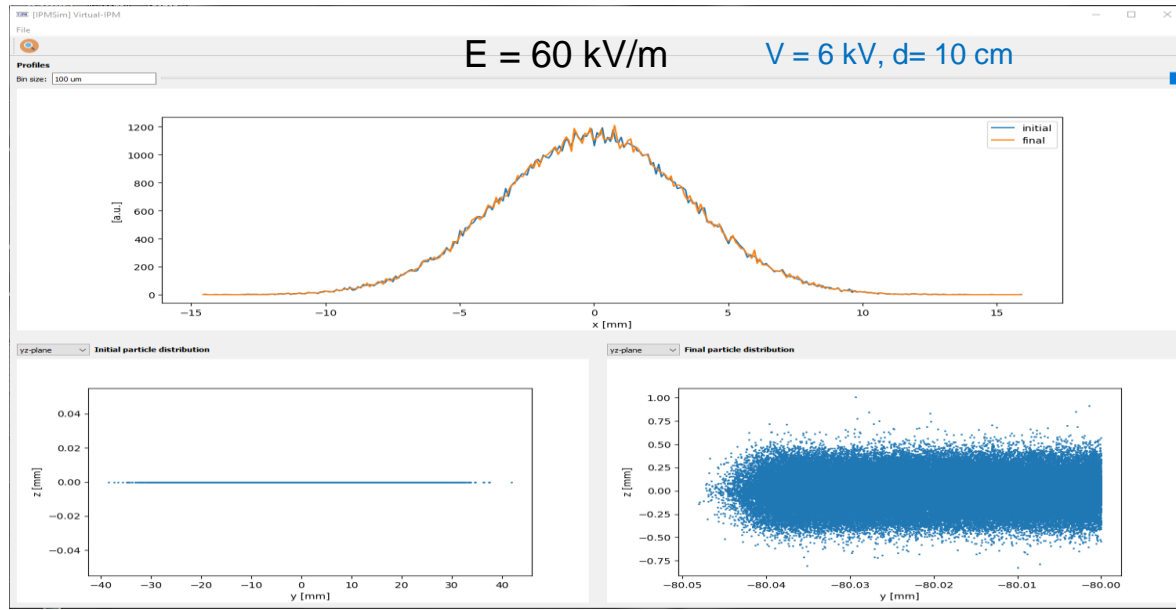 [IPMSim] Virtual-IPM
File
E = 60 kV/m
V = 6 kV, d= 10 cm
Profiles
Bin size: 100 um
1200
1000
800
600
400
200
0
[a.u.]
initial
final
−15 −10 −5 0 5 10 15
x [mm]
yz-plane Initial particle distribution
0.04
0.02
0.00
−0.02
−0.04
z [mm]
−40 −30 −20 −10 0 10 20 30 40
y [mm]
yz-plane Final particle distribution
1.00
0.75
0.50
0.25
0.00
−0.25
−0.50
−0.75
z [mm]
−80.05 −80.04 −80.03 −80.02 −80.01 −80.00
y [mm]